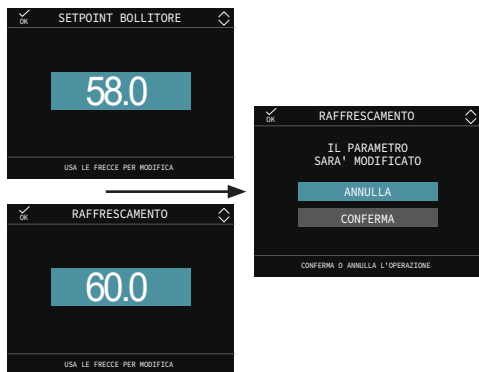 OK SETPOINT BOLLITORE
58.0
USA LE FRECCE PER MODIFICA
OK RAFFRESCAMENTO
60.0
USA LE FRECCE PER MODIFICA
OK RAFFRESCAMENTO
IL PARAMETRO
SARA' MODIFICATO
ANNULLA
CONFERMA
CONFERMA O ANNULLA L'OPERAZIONE